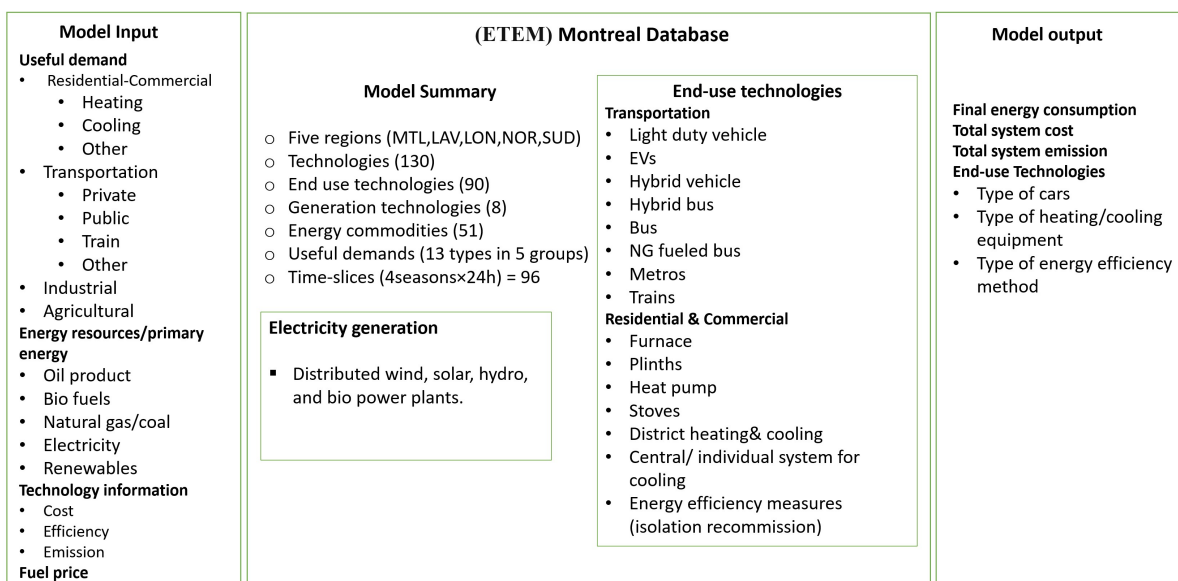 Model Input
Useful demand
• Residential-Commercial
• Heating
• Cooling
• Other
• Transportation
• Private
• Public
• Train
• Other
• Industrial
• Agricultural
Energy resources/primary
energy
• Oil product
• Bio fuels
• Natural gas/coal
• Electricity
• Renewables
Technology information
• Cost
• Efficiency
• Emission
Fuel price
(ETEM) Montreal Database
Model Summary
o Five regions (MTL,LAV,LON,NOR,SUD)
o Technologies (130)
o End use technologies (90)
o Generation technologies (8)
o Energy commodities (51)
o Useful demands (13 types in 5 groups)
o Time-slices (4seasons×24h) = 96
Electricity generation
▪ Distributed wind, solar, hydro,
and bio power plants.
End-use technologies
Transportation
• Light duty vehicle
• EVs
• Hybrid vehicle
• Hybrid bus
• Bus
• NG fueled bus
• Metros
• Trains
Residential & Commercial
• Furnace
• Plinths
• Heat pump
• Stoves
• District heating& cooling
• Central/ individual system for
cooling
• Energy efficiency measures
(isolation recommission)
Model output
Final energy consumption
Total system cost
Total system emission
End-use Technologies
• Type of cars
• Type of heating/cooling
equipment
• Type of energy efficiency
method